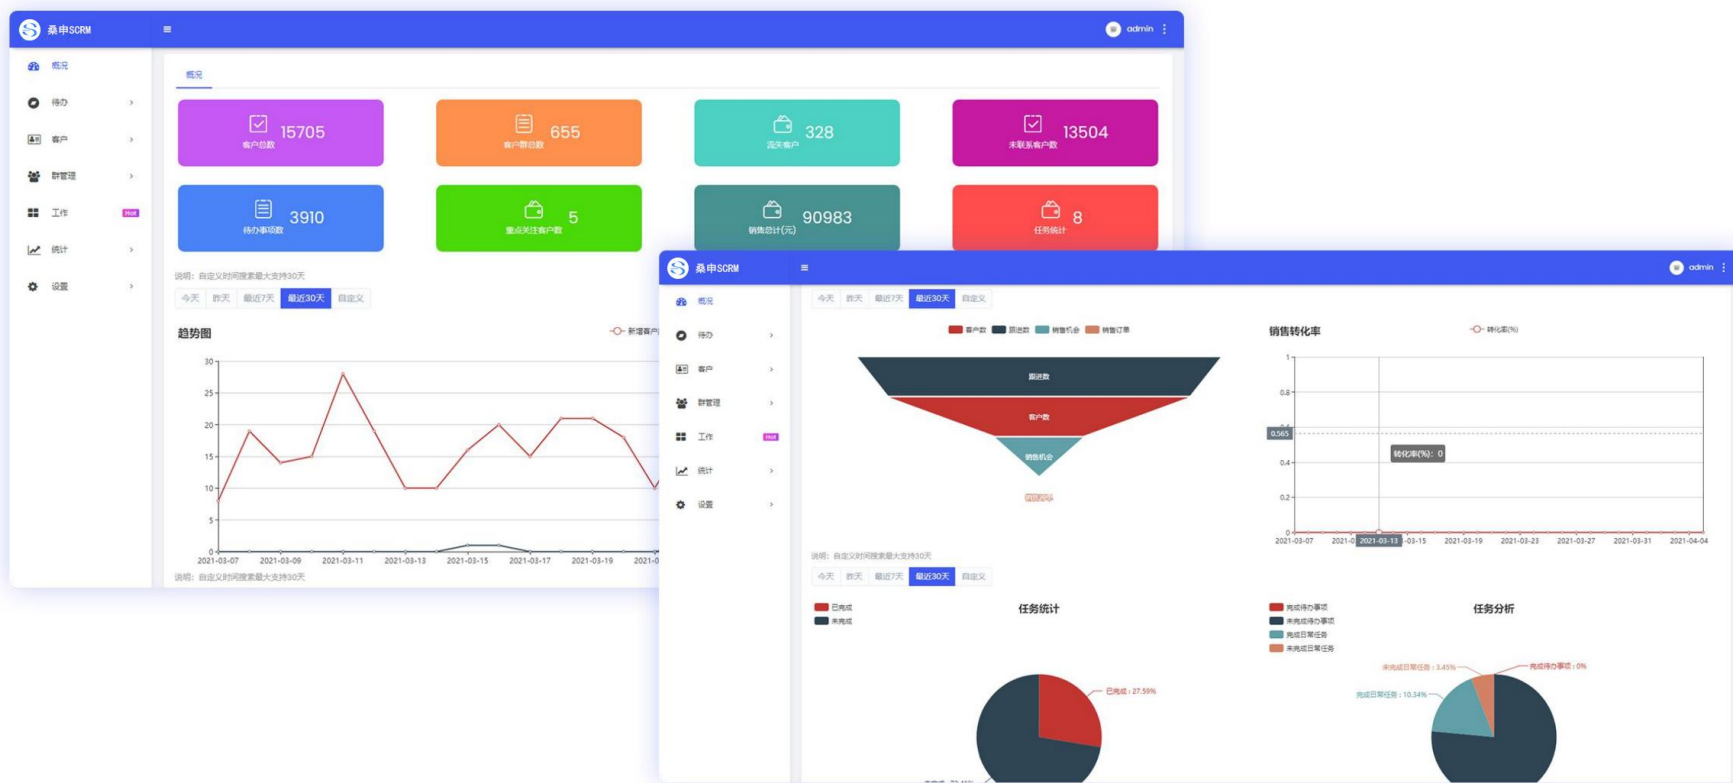 桑申SCRM
admin
概况
待办
客户
群管理
工作 Hot
统计
设置
概况
15705
客户总数
655
客户群总数
328
流失客户
13504
未联系客户数
3910
待办事项数
5
重点关注客户数
90983
销售总计(元)
8
任务统计
说明：自定义时间搜索最大支持30天
今天 昨天 最近7天 最近30天 自定义
趋势图
新增客户
30
25
20
15
10
5
0
2021-03-07 2021-03-09 2021-03-11 2021-03-13 2021-03-15 2021-03-17 2021-03-19 2021-0
说明：自定义时间搜索最大支持30天
桑申SCRM
admin
概况
待办
客户
群管理
工作 Hot
统计
设置
今天 昨天 最近7天 最近30天 自定义
客户数 跟进数 销售机会 销售订单
跟进数
客户数
销售机会
销售转化率
转化率(%)
1
0.8
0.565
0.4
0.2
0
转化率(%)：0
2021-03-07 2021-0 2021-03-13 -03-15 2021-03-19 2021-03-23 2021-03-27 2021-03-31 2021-04-04
说明：自定义时间搜索最大支持30天
今天 昨天 最近7天 最近30天 自定义
已完成
未完成
任务统计
已完成：27.59%
完成待办事项
未完成待办事项
完成日常任务
未完成日常任务
任务分析
未完成日常任务：3.45%
完成待办事项：0%
完成日常任务：10.34%